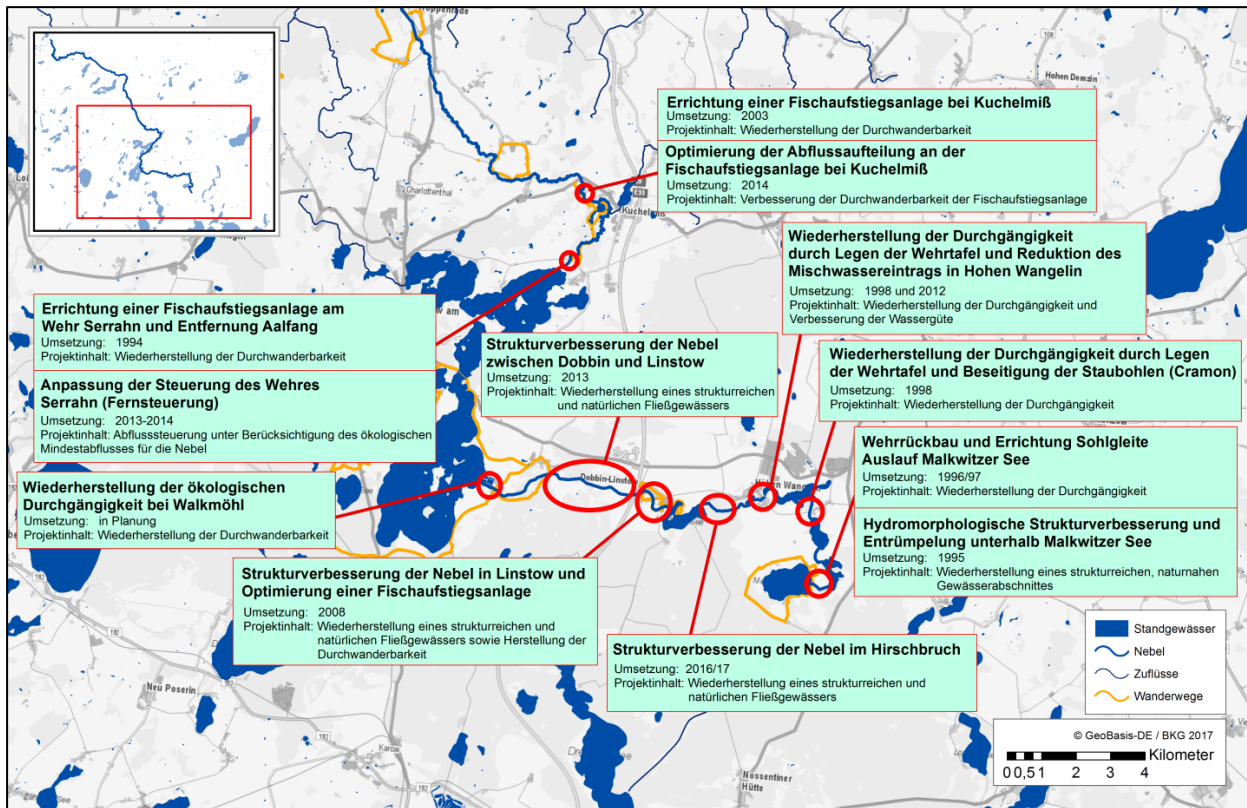 Hoppenrade
108
Hohen Demzin
Errichtung einer Fischaufstiegsanlage bei Kuchelmiß
Umsetzung: 2003
Projektinhalt: Wiederherstellung der Durchwanderbarkeit
Optimierung der Abflussaufteilung an der
Fischaufstiegsanlage bei Kuchelmiß
Umsetzung: 2014
Projektinhalt: Verbesserung der Durchwanderbarkeit der Fischaufstiegsanlage
Charlottenthal
E55
Kuchelmiß
Wiederherstellung der Durchgängigkeit
durch Legen der Wehrtafel und Reduktion des
Mischwassereintrags in Hohen Wangelin
Umsetzung: 1998 und 2012
Projektinhalt: Wiederherstellung der Durchgängigkeit und
Verbesserung der Wassergüte
Errichtung einer Fischaufstiegsanlage am
Wehr Serrahn und Entfernung Aalfang
Umsetzung: 1994
Projektinhalt: Wiederherstellung der Durchwanderbarkeit
Anpassung der Steuerung des Wehres
Serrahn (Fernsteuerung)
Umsetzung: 2013-2014
Projektinhalt: Abflusssteuerung unter Berücksichtigung des ökologischen
Mindestabflusses für die Nebel
am
Strukturverbesserung der Nebel
zwischen Dobbin und Linstow
Umsetzung: 2013
Projektinhalt: Wiederherstellung eines strukturreichen
und natürlichen Fließgewässers
Wiederherstellung der Durchgängigkeit durch Legen
der Wehrtafel und Beseitigung der Staubohlen (Cramon)
Umsetzung: 1998
Projektinhalt: Wiederherstellung der Durchgängigkeit
Wehrrückbau und Errichtung Sohlgleite
Auslauf Malkwitzer See
Umsetzung: 1996/97
Projektinhalt: Wiederherstellung der Durchgängigkeit
Hydromorphologische Strukturverbesserung und
Entrümpelung unterhalb Malkwitzer See
Umsetzung: 1995
Projektinhalt: Wiederherstellung eines strukturreichen, naturnahen
Gewässerabschnittes
Wiederherstellung der ökologischen
Durchgängigkeit bei Walkmöhl
Umsetzung: in Planung
Projektinhalt: Wiederherstellung der Durchwanderbarkeit
Dobbin-Linstow
Strukturverbesserung der Nebel in Linstow und
Optimierung einer Fischaufstiegsanlage
Umsetzung: 2008
Projektinhalt: Wiederherstellung eines strukturreichen und
natürlichen Fließgewässers sowie Herstellung der
Durchwanderbarkeit
Strukturverbesserung der Nebel im Hirschbruch
Umsetzung: 2016/17
Projektinhalt: Wiederherstellung eines strukturreichen und
natürlichen Fließgewässers
192
192
Neu Poserin
192
Karow
Nossentiner
Hütte
Standgewässer
Nebel
Zuflüsse
Wanderwege
© GeoBasis-DE / BKG 2017
Kilometer
0 0,5 1 2 3 4